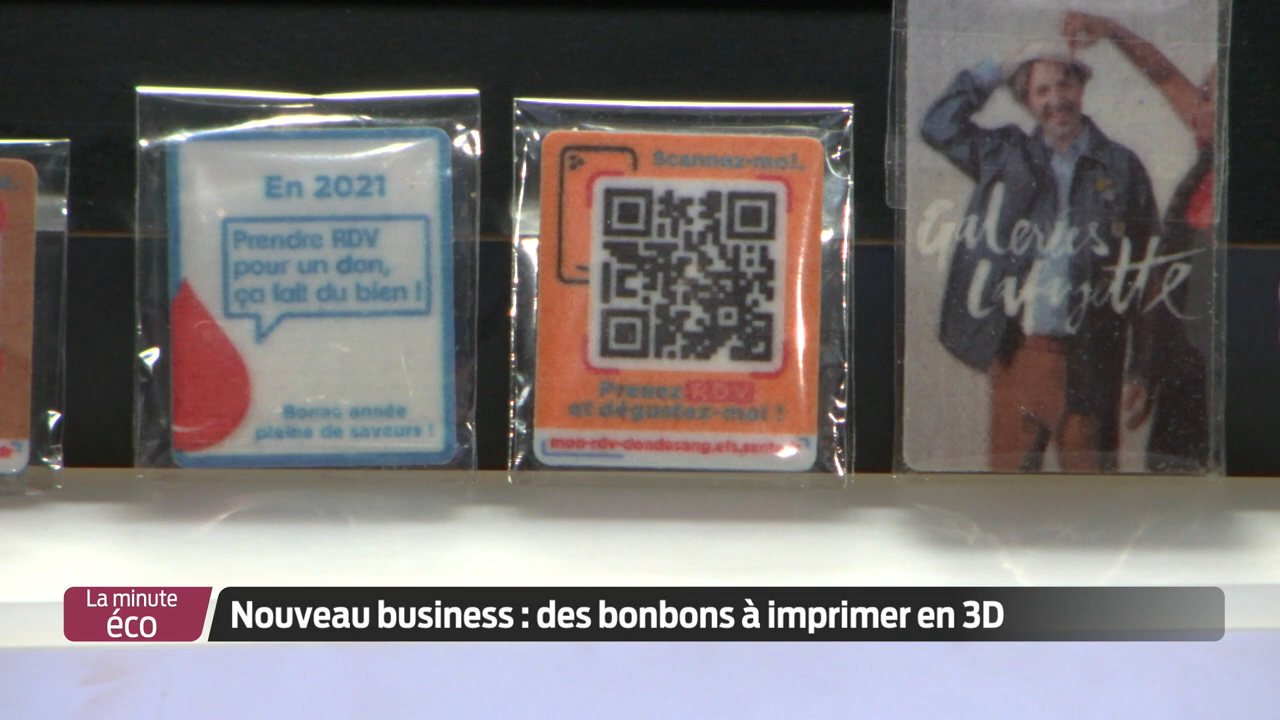 En 2021
Prendre RDV
pour un don,
ça fait du bien !
Bonne année
pleine de saveurs !
Scannez-moi.
Prenez RDV
et dégustez-moi !
mon-rdv-dondesang.efs.sante.fr
Galeries
Lafayette
La minute
éco
Nouveau business : des bonbons à imprimer en 3D